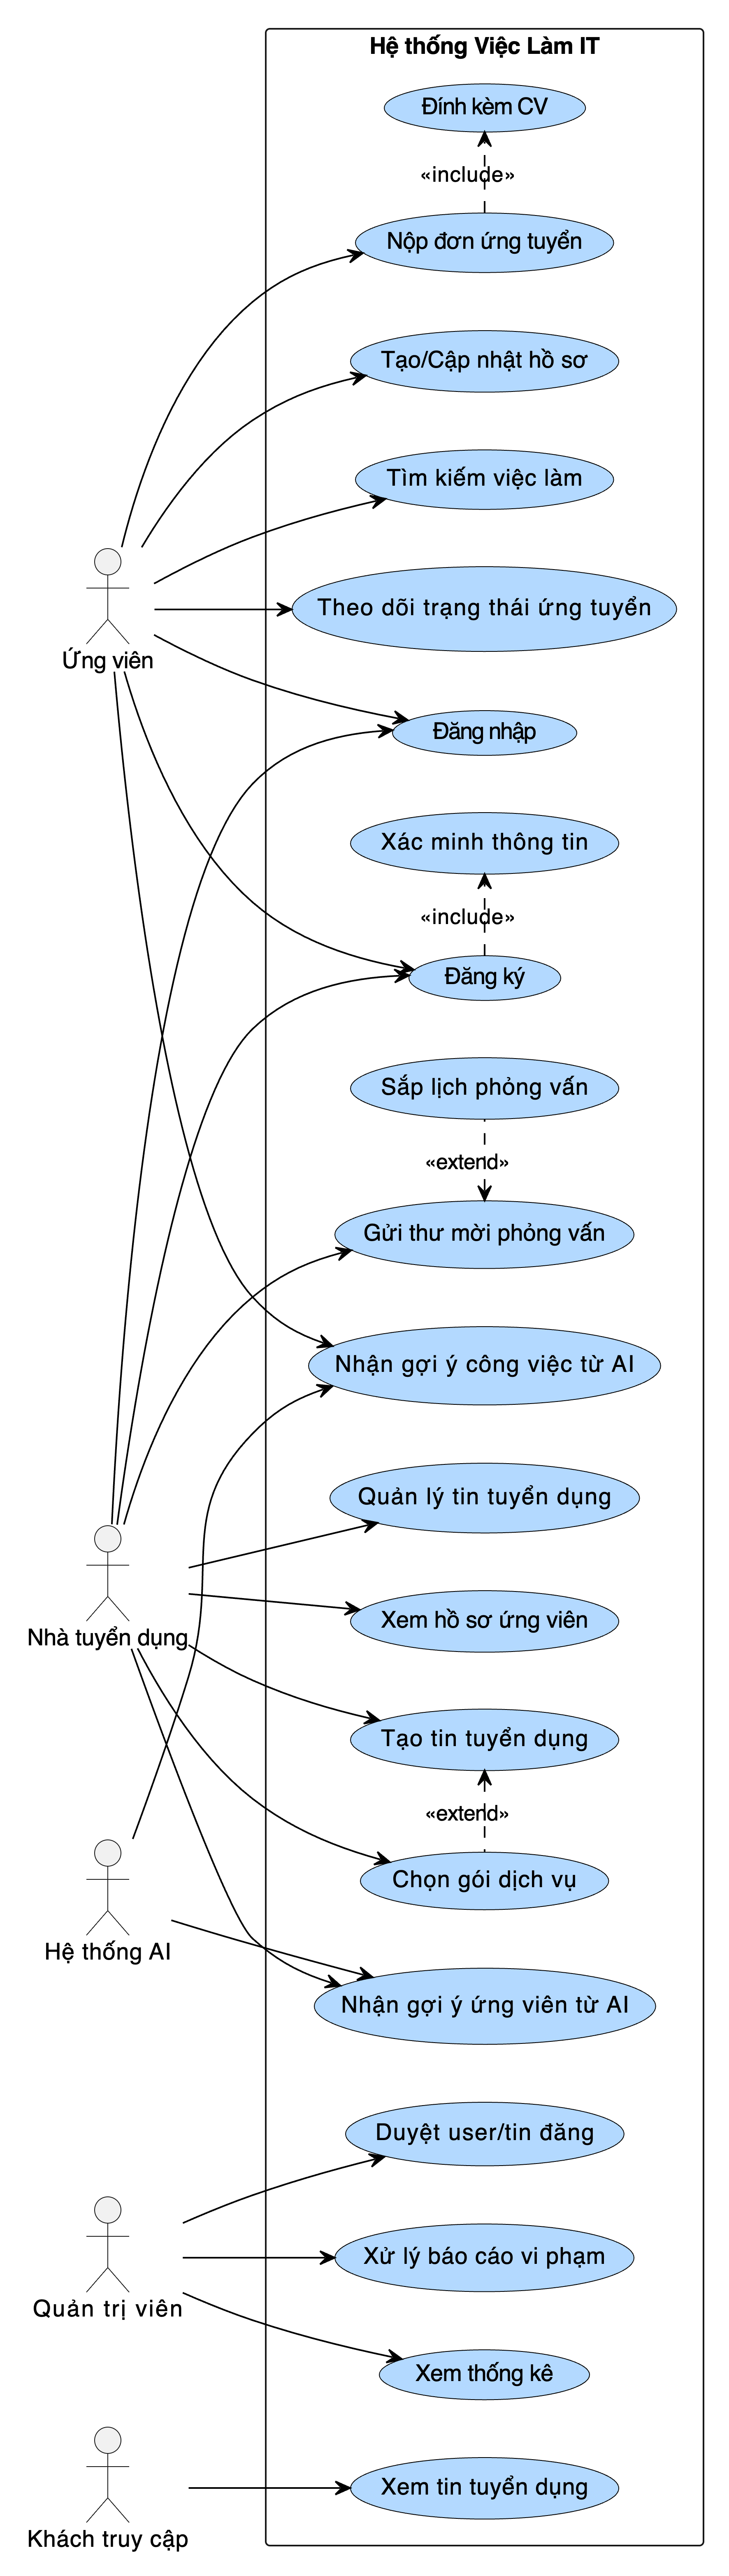 Hệ thống Việc Làm IT
Đính kèm CV
«include»
Nộp đơn ứng tuyển
Tạo/Cập nhật hồ sơ
Tìm kiếm việc làm
Theo dõi trạng thái ứng tuyển
Ứng viên
Đăng nhập
Xác minh thông tin
«include»
Đăng ký
Sắp lịch phỏng vấn
«extend»
Gửi thư mời phỏng vấn
Nhận gợi ý công việc từ AI
Quản lý tin tuyển dụng
Xem hồ sơ ứng viên
Nhà tuyển dụng
Tạo tin tuyển dụng
«extend»
Chọn gói dịch vụ
Hệ thống AI
Nhận gợi ý ứng viên từ AI
Duyệt user/tin đăng
Xử lý báo cáo vi phạm
Quản trị viên
Xem thống kê
Xem tin tuyển dụng
Khách truy cập